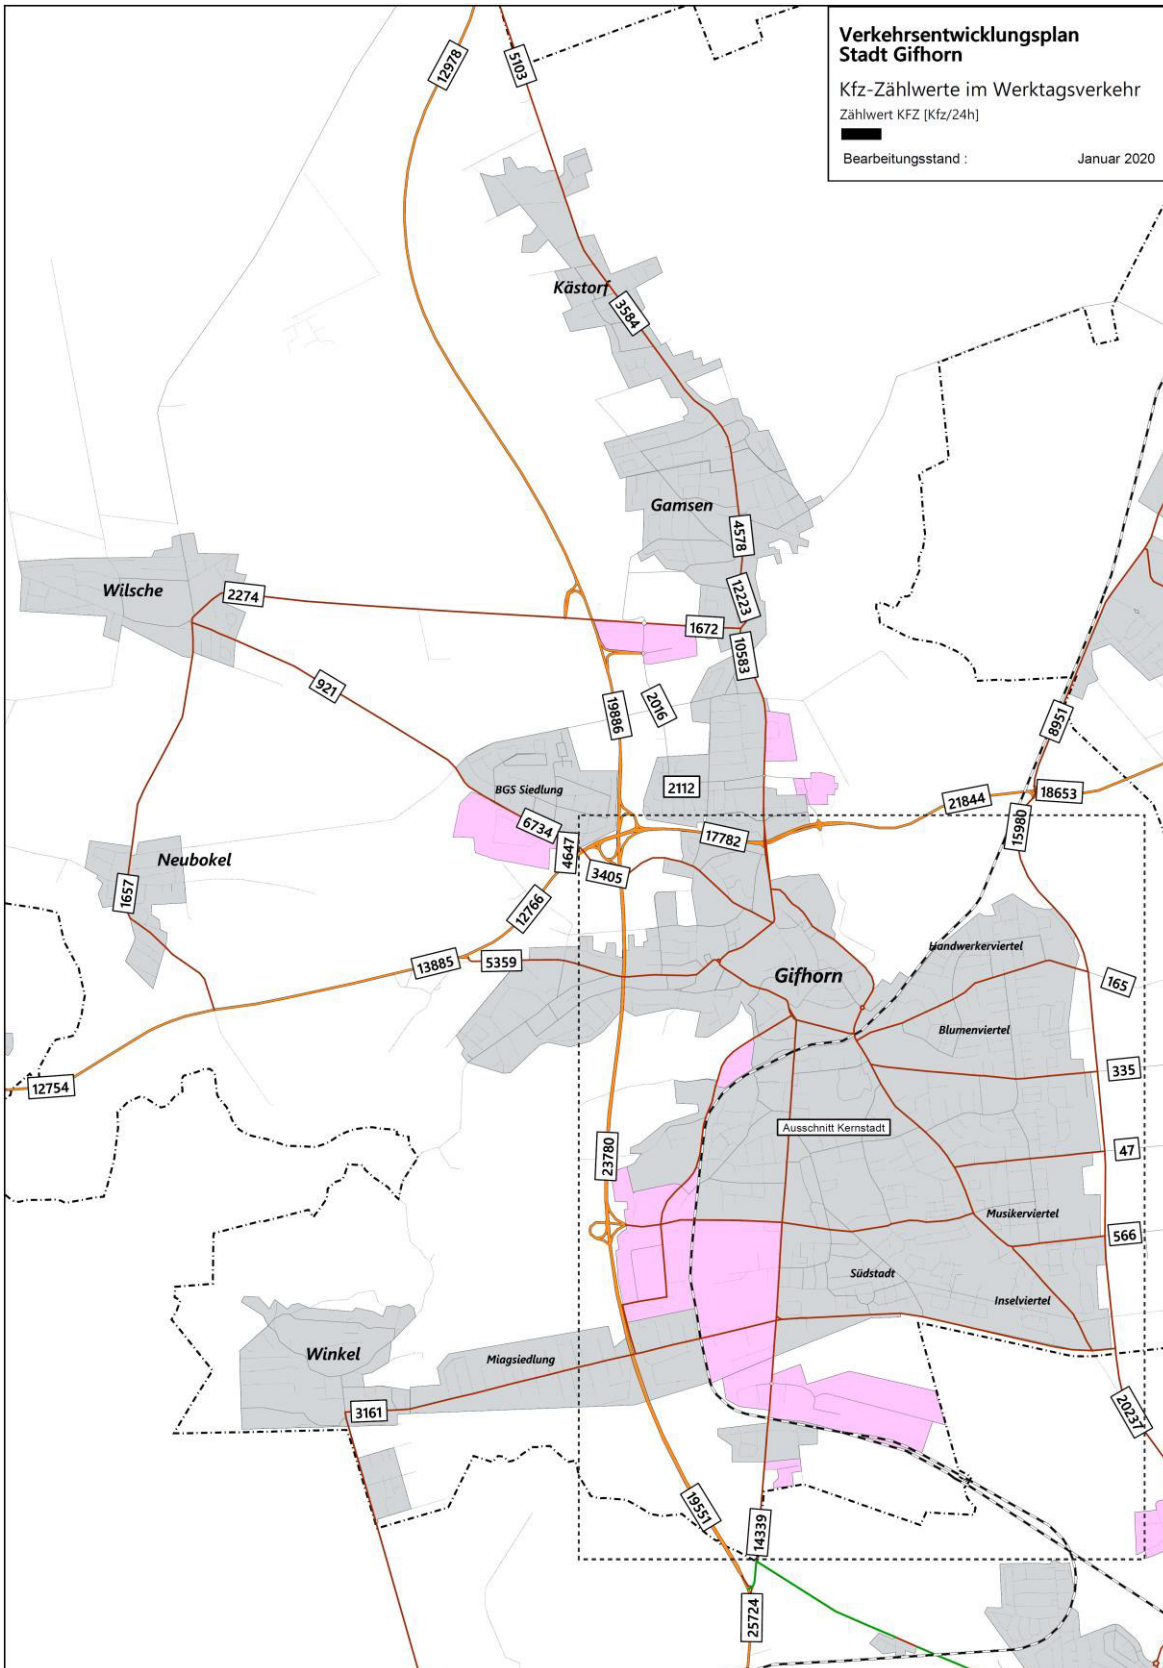 Verkehrsentwicklungsplan
Stadt Gifhorn
Kfz-Zählwerte im Werktagsverkehr
Zählwert KFZ [Kfz/24h]
Bearbeitungsstand : Januar 2020
12978
5103
Kästorf
3584
Gamsen
4578
Wilsche
2274
12223
1672
10583
921
2016
19886
8951
BGS Siedlung
2112
21844
18653
6734
17782
15980
4647
3405
Neubokel
1657
12766
13885
5359
Handwerkerviertel
Gifhorn
165
Blumenviertel
335
12754
Ausschnitt Kernstadt
23780
47
Musikerviertel
566
Südstadt
Inselviertel
Winkel
Miagsiedlung
3161
20237
19551
14339
25724